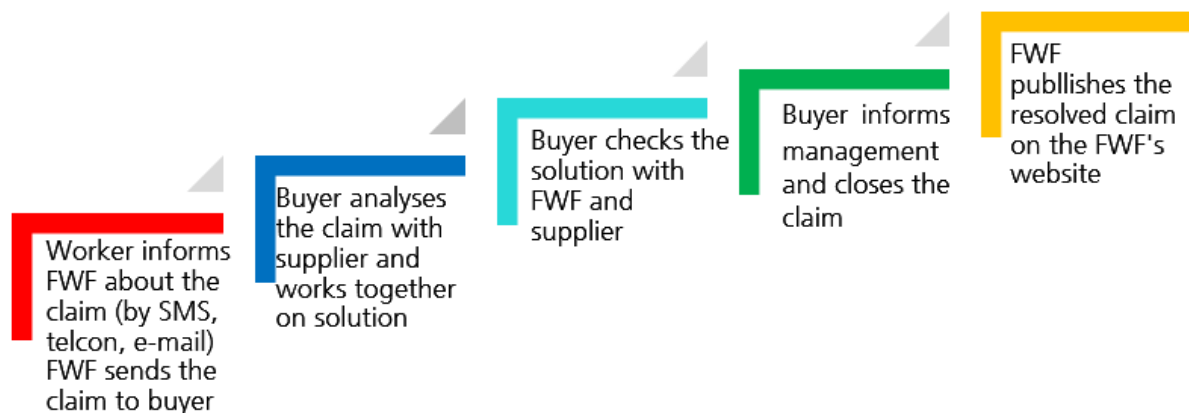 Worker informs
FWF about the
claim (by SMS,
telcon, e-mail)
FWF sends the
claim to buyer
Buyer analyses
the claim with
supplier and
works together
on solution
Buyer checks the
solution with
FWF and
supplier
Buyer informs
management
and closes the
claim
FWF
publlishes the
resolved claim
on the FWF's
website